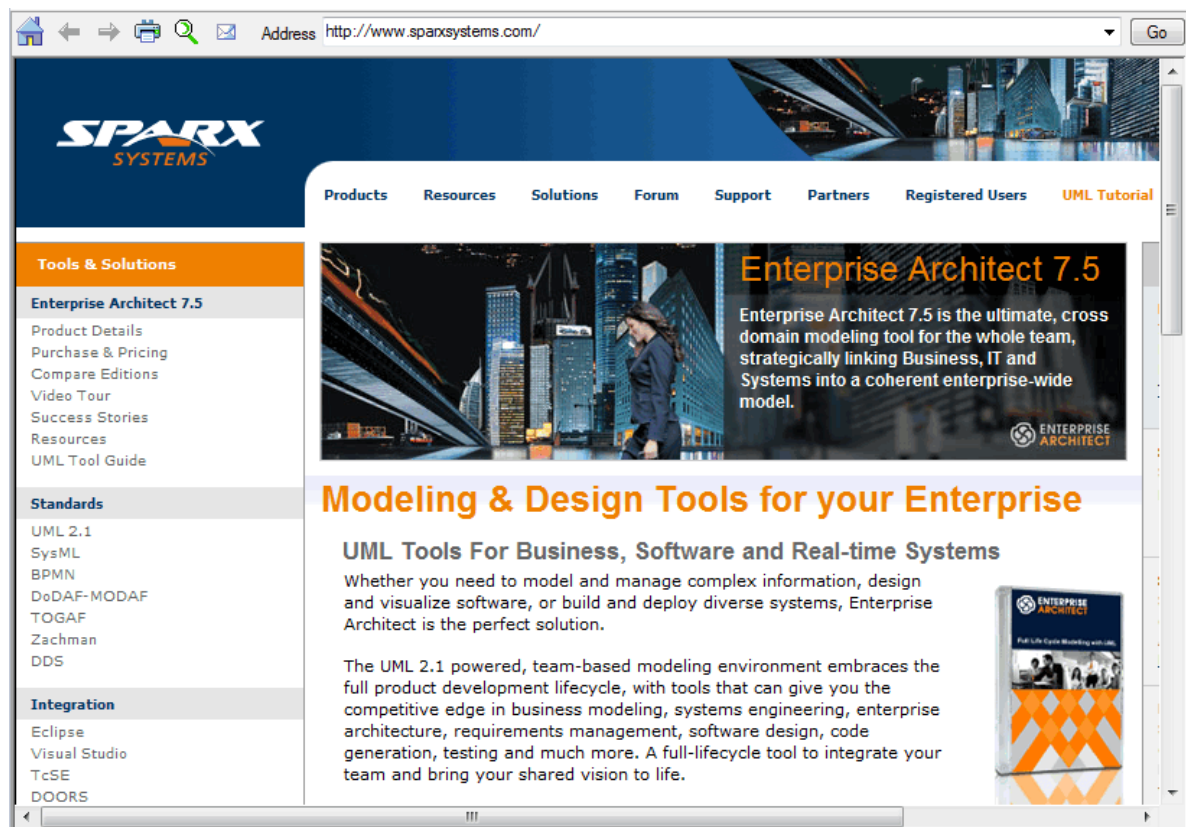 Address http://www.sparxsystems.com/ Go
SPARX
SYSTEMS
Products Resources Solutions Forum Support Partners Registered Users UML Tutorial
Tools & Solutions
Enterprise Architect 7.5
Product Details
Purchase & Pricing
Compare Editions
Video Tour
Success Stories
Resources
UML Tool Guide
Standards
UML 2.1
SysML
BPMN
DoDAF-MODAF
TOGAF
Zachman
DDS
Integration
Eclipse
Visual Studio
TcSE
DOORS
Enterprise Architect 7.5
Enterprise Architect 7.5 is the ultimate, cross
domain modeling tool for the whole team,
strategically linking Business, IT and
Systems into a coherent enterprise-wide
model.
ENTERPRISE
ARCHITECT
Modeling & Design Tools for your Enterprise
UML Tools For Business, Software and Real-time Systems
Whether you need to model and manage complex information, design
and visualize software, or build and deploy diverse systems, Enterprise
Architect is the perfect solution.
The UML 2.1 powered, team-based modeling environment embraces the
full product development lifecycle, with tools that can give you the
competitive edge in business modeling, systems engineering, enterprise
architecture, requirements management, software design, code
generation, testing and much more. A full-lifecycle tool to integrate your
team and bring your shared vision to life.
ENTERPRISE
ARCHITECT
Full Life Cycle Modeling with UML